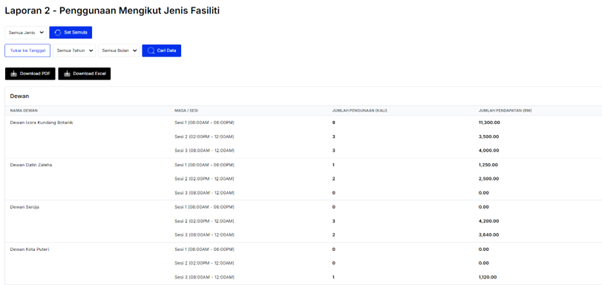 Laporan 2 - Penggunaan Mengikut Jenis Fasiliti
Semua Jenis Set Semula
Tukar ke Tanggal Semua Tahun Semua Bulan Cari Data
Download PDF Download Excel
Dewan
NAMA DEWAN MASA / SESI JUMLAH PENGGUNAAN (KALI) JUMLAH PENDAPATAN (RM)
Dewan Isora Kundang Botanik Sesi 1 (08:00AM - 06:00PM) 9 11,300.00
Sesi 2 (02:00PM - 12:00AM) 3 3,500.00
Sesi 3 (08:00AM - 12:00AM) 3 4,000.00
Dewan Datin Zaleha Sesi 1 (08:00AM - 06:00PM) 1 1,250.00
Sesi 2 (02:00PM - 12:00AM) 2 2,500.00
Sesi 3 (08:00AM - 12:00AM) 0 0.00
Dewan Seroja Sesi 1 (08:00AM - 06:00PM) 0 0.00
Sesi 2 (02:00PM - 12:00AM) 3 4,200.00
Sesi 3 (08:00AM - 12:00AM) 2 3,840.00
Dewan Kota Puteri Sesi 1 (08:00AM - 06:00PM) 0 0.00
Sesi 2 (02:00PM - 12:00AM) 0 0.00
Sesi 3 (08:00AM - 12:00AM) 1 1,120.00